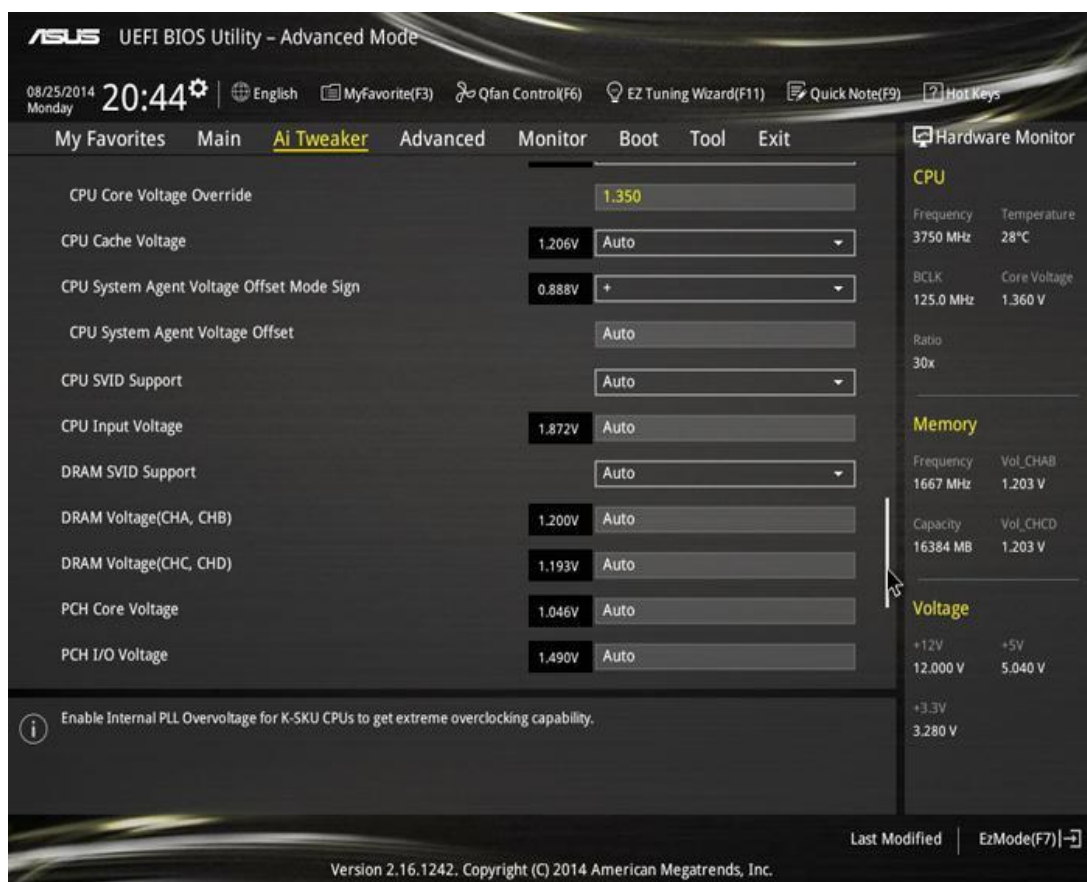 ASUS UEFI BIOS Utility – Advanced Mode
08/25/2014
Monday
20:44
English
MyFavorite(F3)
Qfan Control(F6)
EZ Tuning Wizard(F11)
Quick Note(F9)
? Hot Keys
My Favorites Main Ai Tweaker Advanced Monitor Boot Tool Exit
CPU Core Voltage Override 1.350
CPU Cache Voltage 1.206V Auto
CPU System Agent Voltage Offset Mode Sign 0.888V +
CPU System Agent Voltage Offset Auto
CPU SVID Support Auto
CPU Input Voltage 1.872V Auto
DRAM SVID Support Auto
DRAM Voltage(CHA, CHB) 1.200V Auto
DRAM Voltage(CHC, CHD) 1.193V Auto
PCH Core Voltage 1.046V Auto
PCH I/O Voltage 1.490V Auto
Enable Internal PLL Overvoltage for K-SKU CPUs to get extreme overclocking capability.
Hardware Monitor
CPU
Frequency Temperature
3750 MHz 28°C
BCLK Core Voltage
125.0 MHz 1.360 V
Ratio
30x
Memory
Frequency Vol_CHAB
1667 MHz 1.203 V
Capacity Vol_CHCD
16384 MB 1.203 V
Voltage
+12V +5V
12.000 V 5.040 V
+3.3V
3.280 V
Last Modified EzMode(F7)
Version 2.16.1242. Copyright (C) 2014 American Megatrends, Inc.